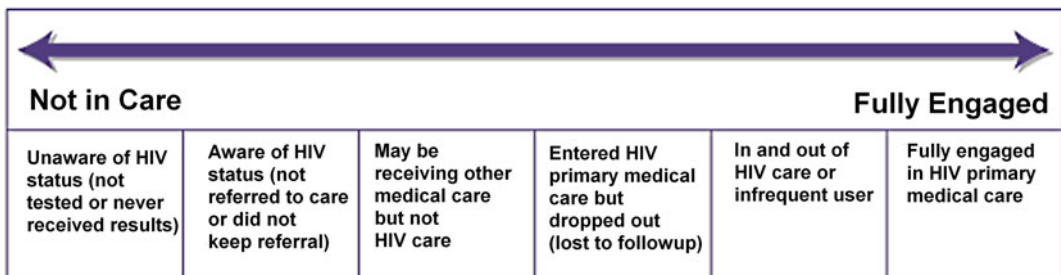 Not in Care
Fully Engaged
Unaware of HIV
status (not
tested or never
received results)
Aware of HIV
status (not
referred to care
or did not
keep referral)
May be
receiving other
medical care
but not
HIV care
Entered HIV
primary medical
care but
dropped out
(lost to followup)
In and out of
HIV care or
infrequent user
Fully engaged
in HIV primary
medical care